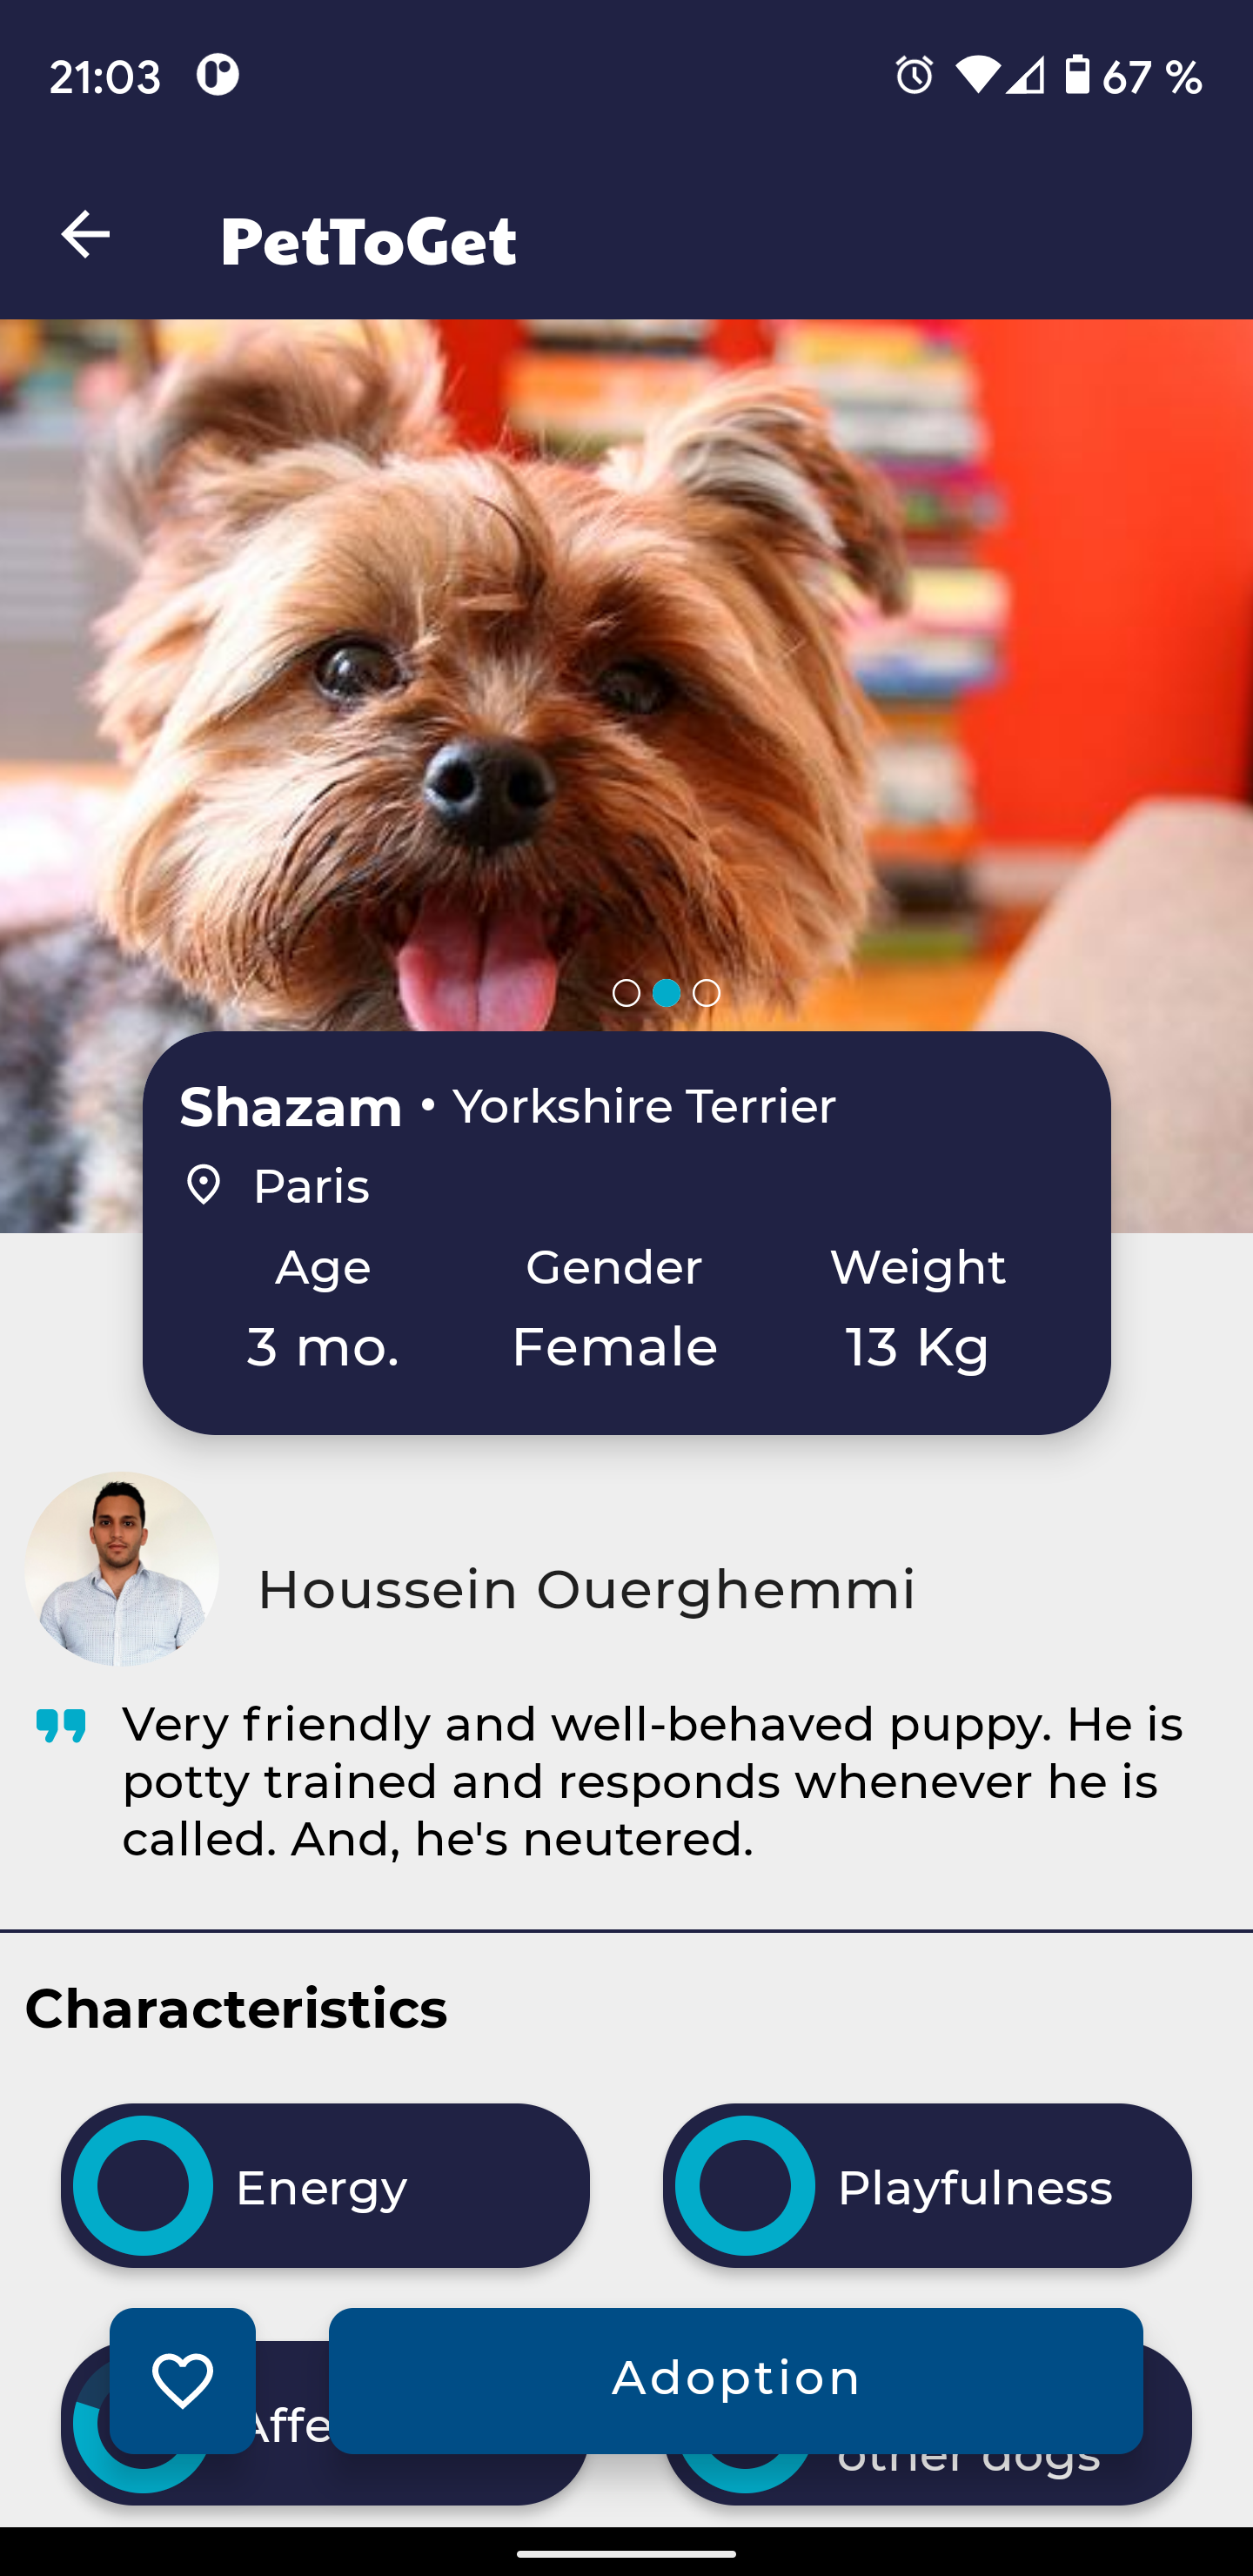 21:03
67 %
PetToGet
Shazam • Yorkshire Terrier
Paris
Age Gender Weight
3 mo. Female 13 Kg
Houssein Ouerghemmi
Very friendly and well-behaved puppy. He is
potty trained and responds whenever he is
called. And, he's neutered.
Characteristics
Energy Playfulness
Adoption
other dogs